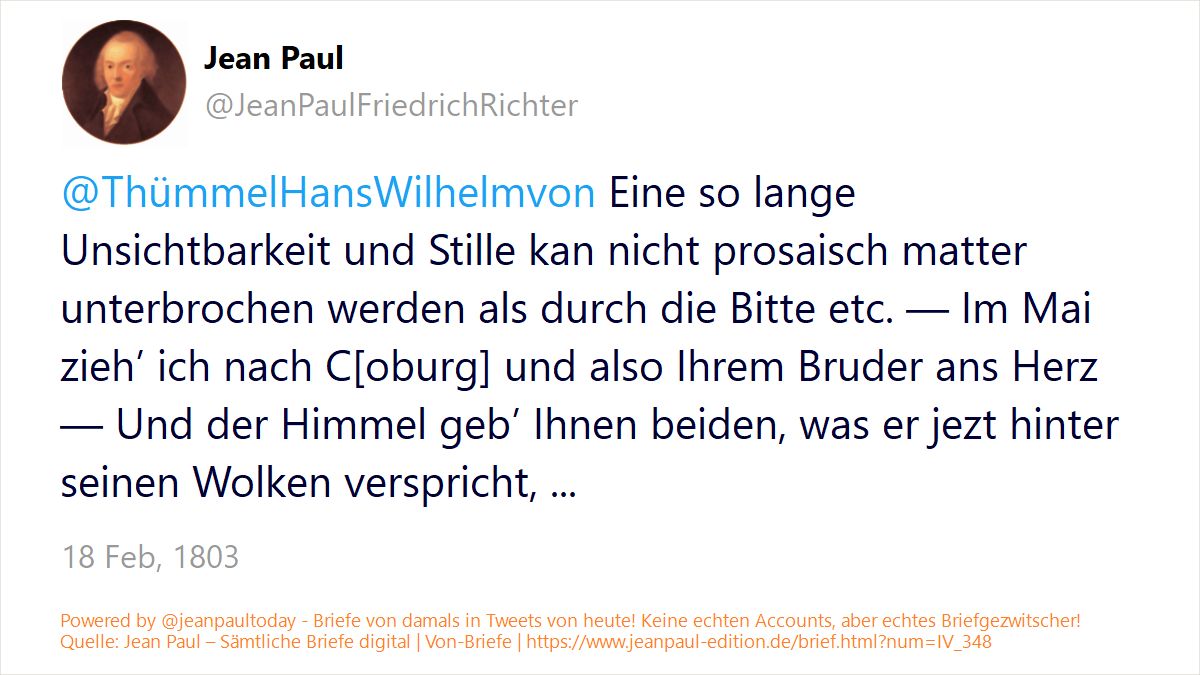 Jean Paul
@JeanPaulFriedrichRichter
@ThümmelHansWilhelmvon Eine so lange
Unsichtbarkeit und Stille kan nicht prosaisch matter
unterbrochen werden als durch die Bitte etc. — Im Mai
zieh’ ich nach C[oburg] und also Ihrem Bruder ans Herz
— Und der Himmel geb’ Ihnen beiden, was er jezt hinter
seinen Wolken verspricht, ...
18 Feb, 1803
Powered by @jeanpaultoday - Briefe von damals in Tweets von heute! Keine echten Accounts, aber echtes Briefgezwitscher!
Quelle: Jean Paul – Sämtliche Briefe digital | Von-Briefe | https://www.jeanpaul-edition.de/brief.html?num=IV_348